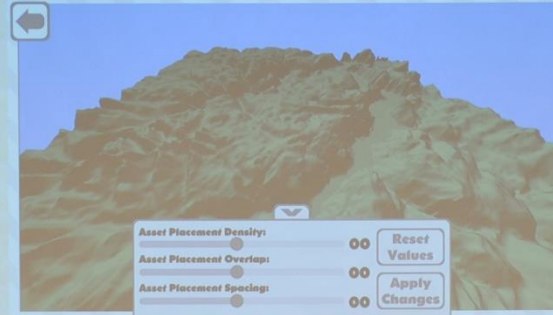 Asset Placement Density:
00
Asset Placement Overlap:
00
Asset Placement Spacing:
00
Reset
Values
Apply
Changes